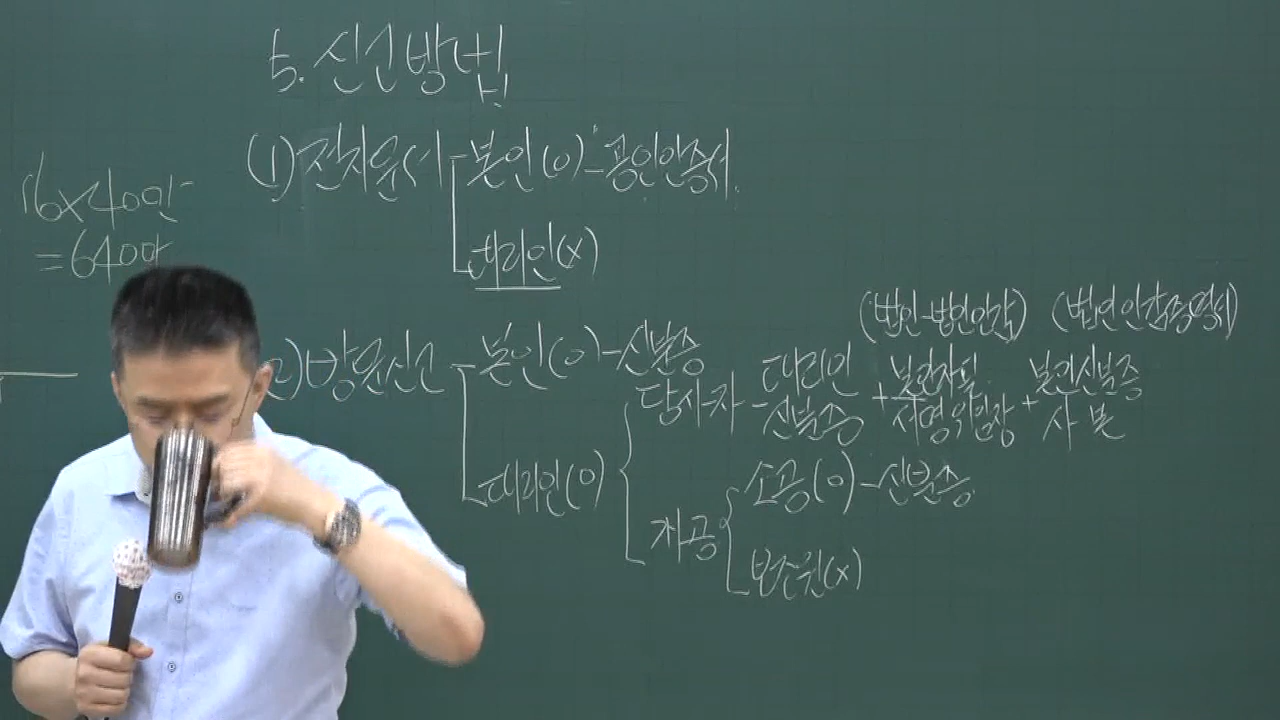 5. 신고방법
(1) 전자문서 - 본인(O) - 공인인증서.
대리인(X)
16×40만
=640만
(법인-법인인감) (법인인감증명서)
2) 방문신고 - 본인(O) - 신분증
당사자 - 대리인 신분증 + 본인자필 서명위임장 + 본인신분증 사본
대리인(O)
소공(O) - 신분증
개공
보조원(X)